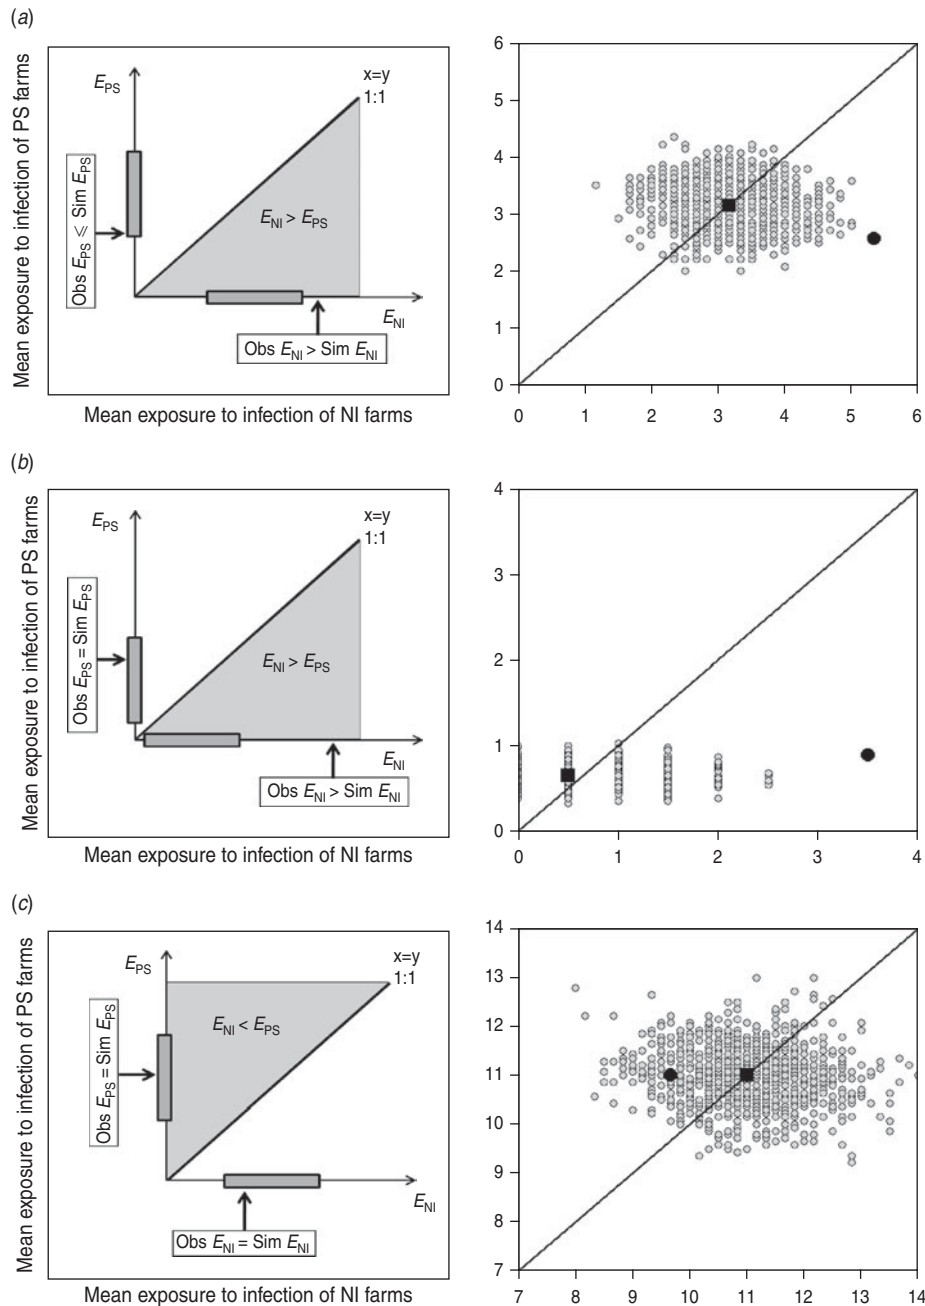 (a)
Mean exposure to infection of PS farms
E_PS
x=y
1:1
E_NI > E_PS
Obs E_PS ≤ Sim E_PS
E_NI
Obs E_NI > Sim E_NI
Mean exposure to infection of NI farms
6
5
4
3
2
1
0
0 1 2 3 4 5 6
(b)
Mean exposure to infection of PS farms
E_PS
x=y
1:1
E_NI > E_PS
Obs E_PS = Sim E_PS
E_NI
Obs E_NI > Sim E_NI
Mean exposure to infection of NI farms
4
3
2
1
0
0 1 2 3 4
(c)
Mean exposure to infection of PS farms
E_PS
x=y
1:1
E_NI < E_PS
Obs E_PS = Sim E_PS
E_NI
Obs E_NI = Sim E_NI
Mean exposure to infection of NI farms
14
13
12
11
10
9
8
7
7 8 9 10 11 12 13 14